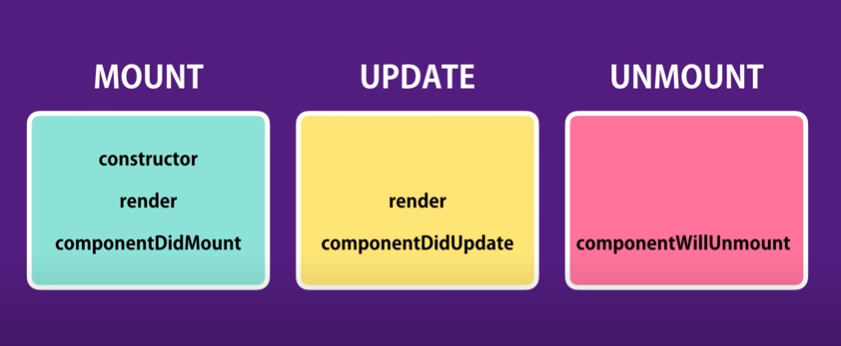 MOUNT
constructor
render
componentDidMount
UPDATE
render
componentDidUpdate
UNMOUNT
componentWillUnmount